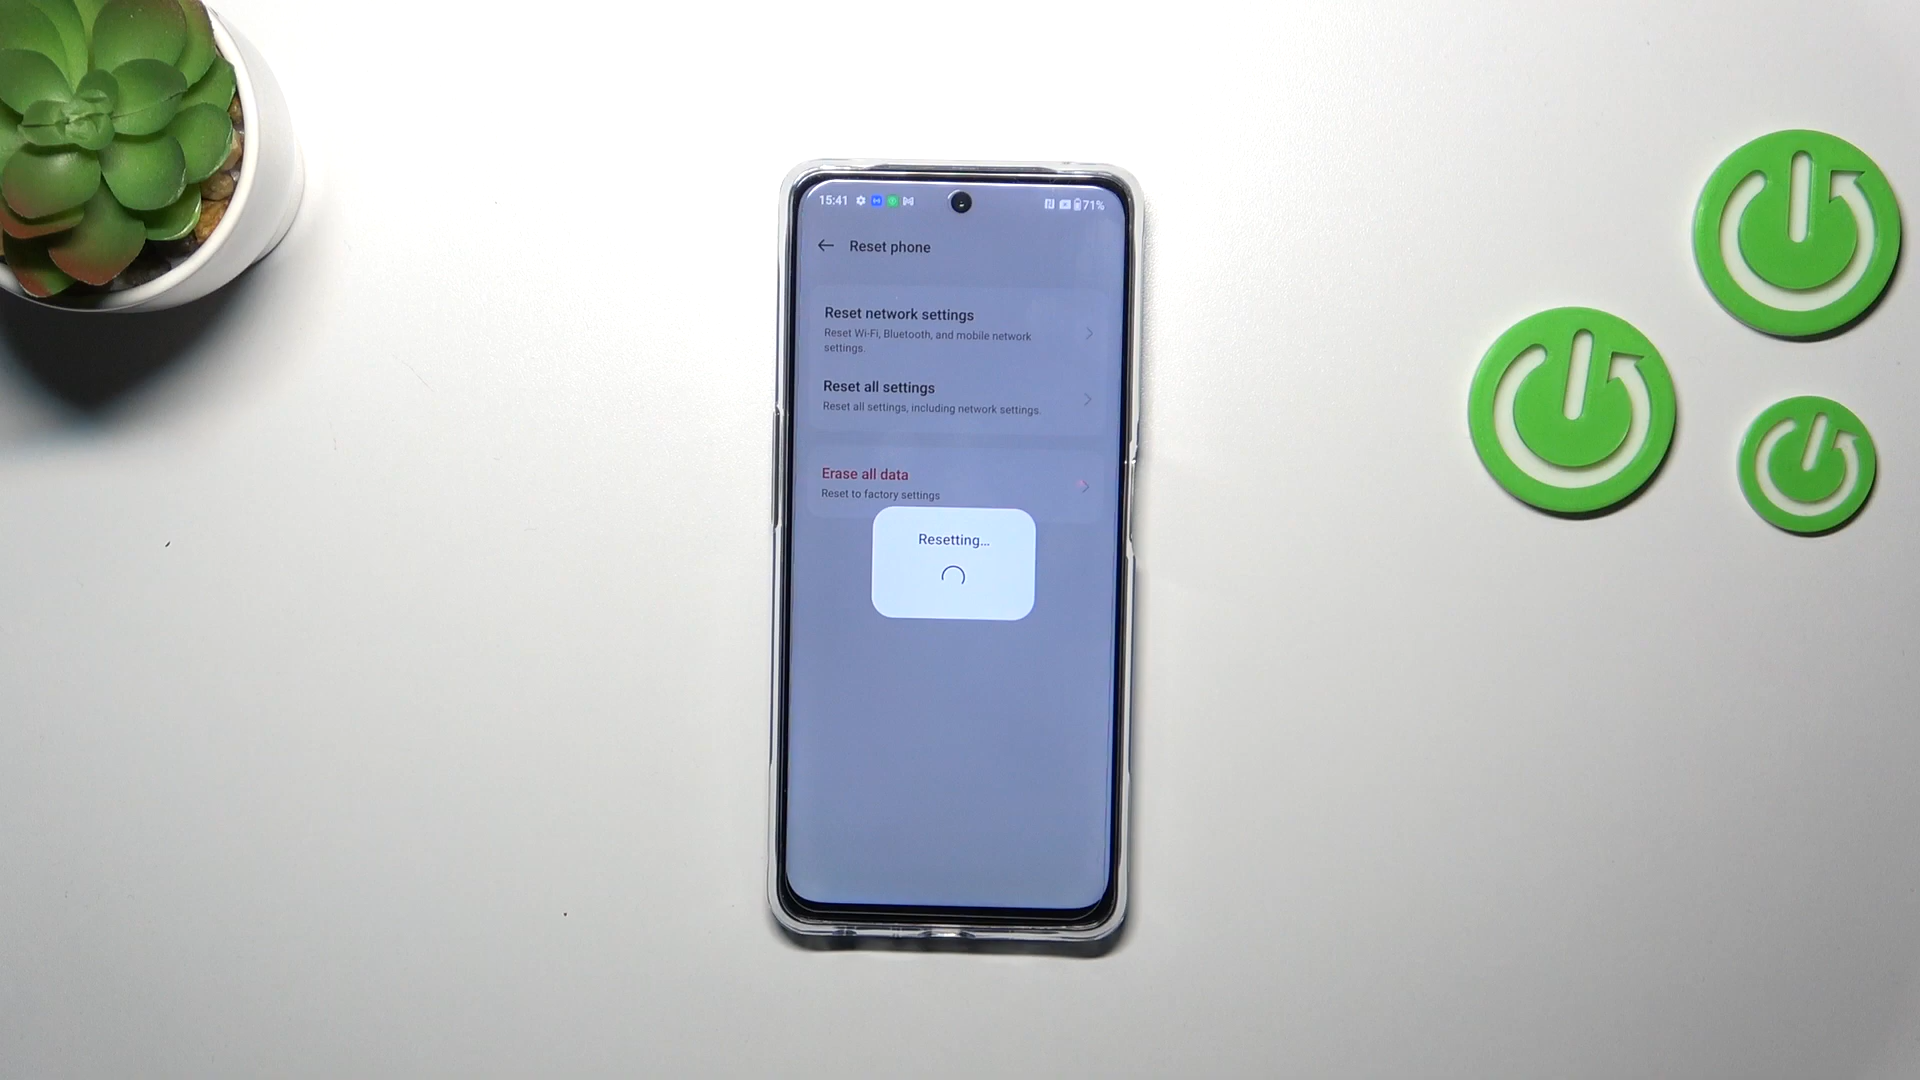 15:41
71%
Reset phone
Reset network settings
Reset Wi-Fi, Bluetooth, and mobile network
settings.
Reset all settings
Reset all settings, including network settings.
Erase all data
Reset to factory settings
Resetting...